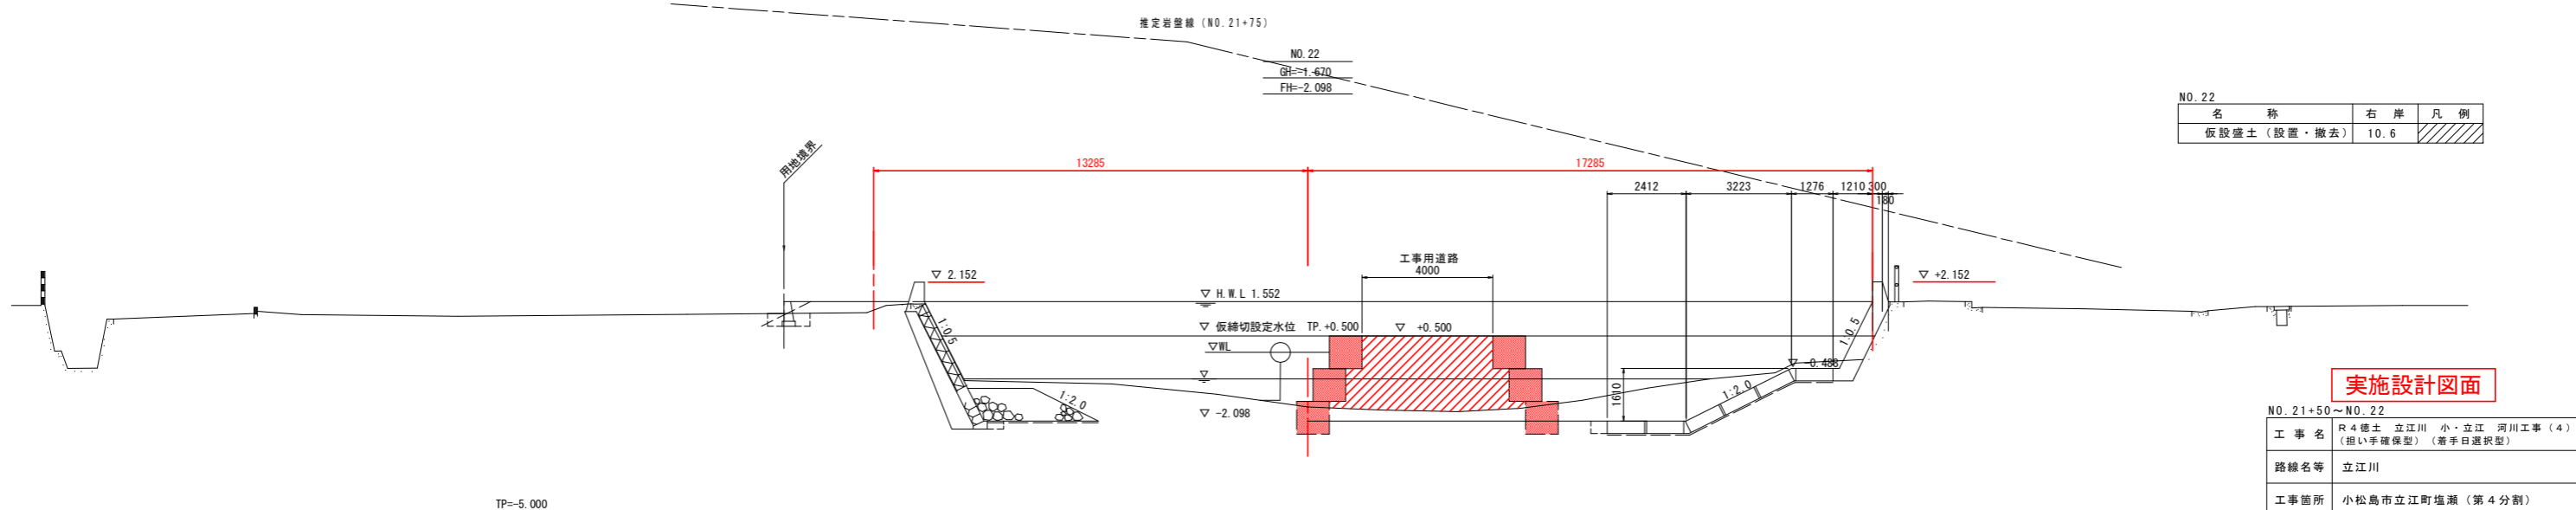 推定岩盤線（NO.21+75）
NO.22
GH=-1.670
FH=-2.098
NO.22
名 称 右 岸 凡 例
仮設盛土（設置・撤去） 10.6
用地境界
13285 17285
2412 3223 1276 1210 300
180
工事用道路
4000
▽ 2.152
▽ +2.152
▽ H.W.L 1.552
▽ 仮締切設定水位 TP.+0.500 ▽ +0.500
▽WL
1:0.5
1:0.5
▽ -0.488
▽
1:2.0
1610
1:2.0
▽ -2.098
実施設計図面
NO.21+50～NO.22
工 事 名 R４徳土 立江川 小・立江 河川工事（４）
（担い手確保型）（着手日選択型）
路線名等 立江川
工事箇所 小松島市立江町塩瀬（第４分割）
TP=-5.000